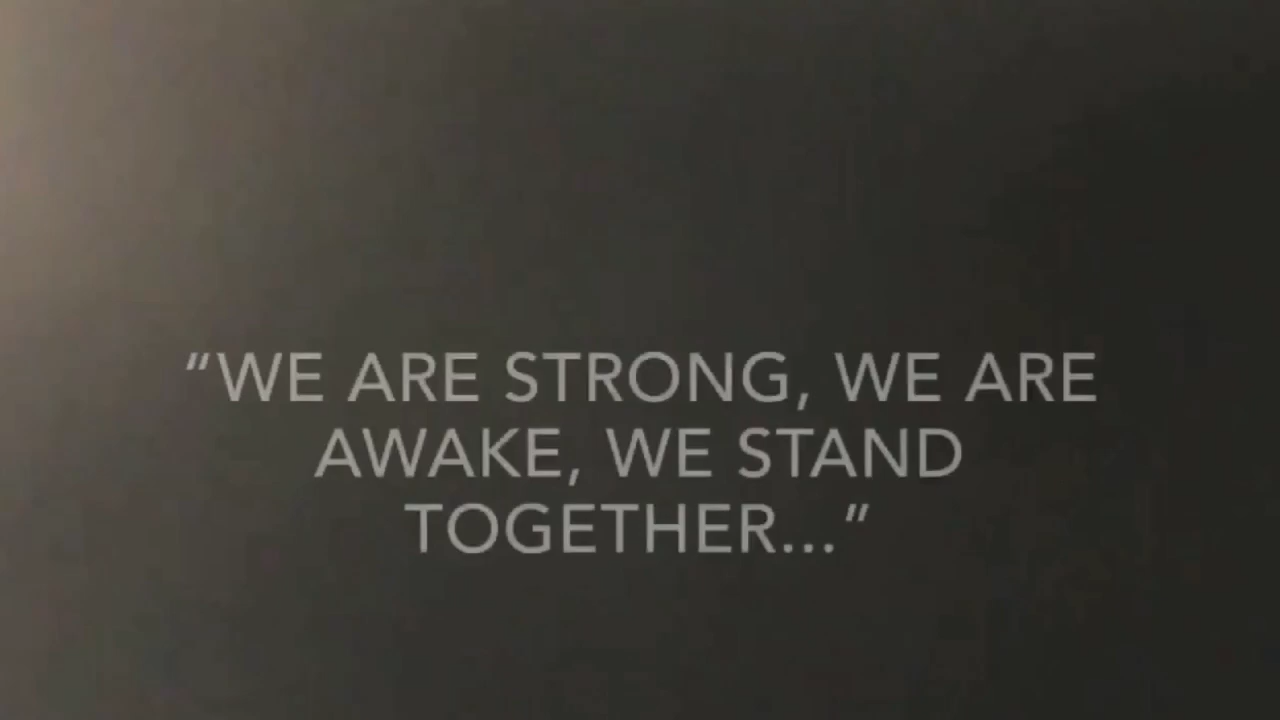 “WE ARE STRONG, WE ARE
AWAKE, WE STAND
TOGETHER...”